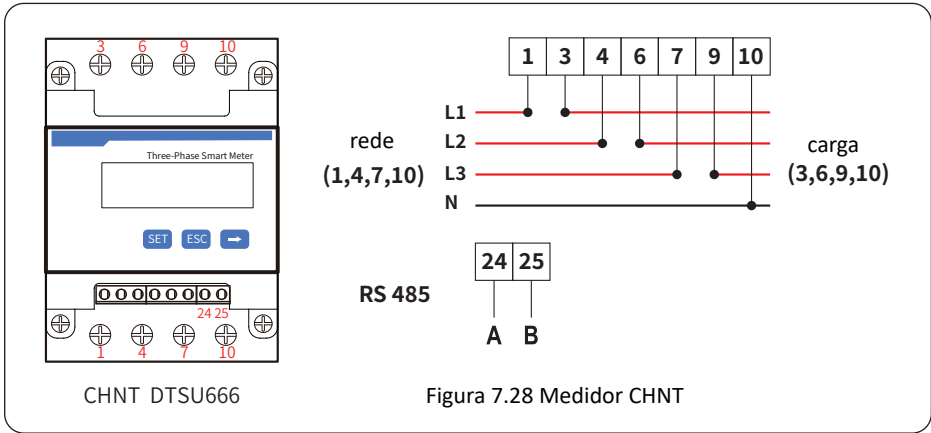 3 6 9 10
Three-Phase Smart Meter
SET ESC
24 25
1 4 7 10
CHNT DTSU666
1 3 4 6 7 9 10
L1
L2
L3
N
rede
(1,4,7,10)
carga
(3,6,9,10)
24 25
RS 485
A B
Figura 7.28 Medidor CHNT